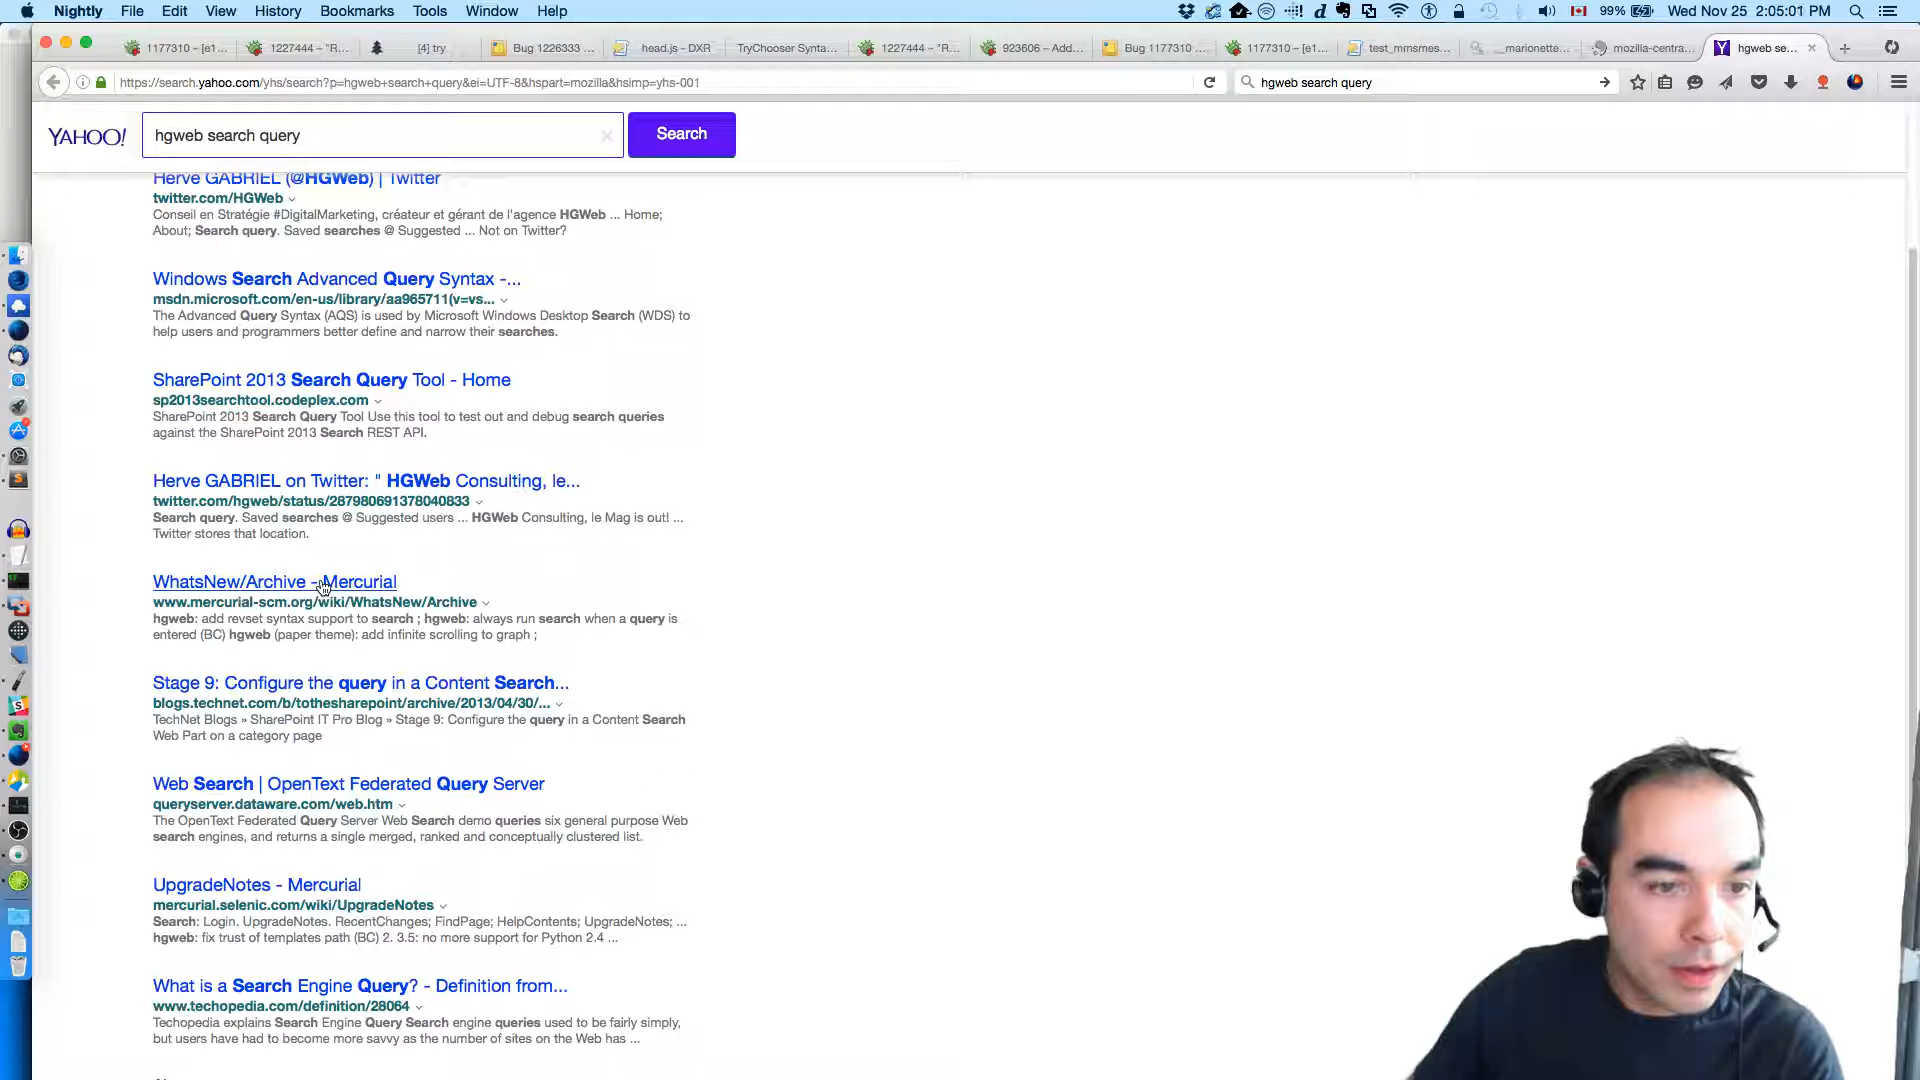 Nightly File Edit View History Bookmarks Tools Window Help 99% Wed Nov 25 2:05:01 PM
1177310 – [e1... 1227444 – "R... [4] try Bug 1226333 ... head.js - DXR TryChooser Synta... 1227444 – "R... 923606 – Add... Bug 1177310 ... 1177310 – [e1... test_mmsmes... __marionette... mozilla-centra... hgweb se...
https://search.yahoo.com/yhs/search?p=hgweb+search+query&ei=UTF-8&hspart=mozilla&hsimp=yhs-001 hgweb search query
YAHOO! hgweb search query Search
Herve GABRIEL (@HGWeb) | Twitter
twitter.com/HGWeb
Conseil en Stratégie #DigitalMarketing, créateur et gérant de l'agence HGWeb ... Home;
About; Search query. Saved searches @ Suggested ... Not on Twitter?
Windows Search Advanced Query Syntax -...
msdn.microsoft.com/en-us/library/aa965711(v=vs...
The Advanced Query Syntax (AQS) is used by Microsoft Windows Desktop Search (WDS) to
help users and programmers better define and narrow their searches.
SharePoint 2013 Search Query Tool - Home
sp2013searchtool.codeplex.com
SharePoint 2013 Search Query Tool Use this tool to test out and debug search queries
against the SharePoint 2013 Search REST API.
Herve GABRIEL on Twitter: " HGWeb Consulting, le...
twitter.com/hgweb/status/287980691378040833
Search query. Saved searches @ Suggested users ... HGWeb Consulting, le Mag is out! ...
Twitter stores that location.
WhatsNew/Archive - Mercurial
www.mercurial-scm.org/wiki/WhatsNew/Archive
hgweb: add revset syntax support to search ; hgweb: always run search when a query is
entered (BC) hgweb (paper theme): add infinite scrolling to graph ;
Stage 9: Configure the query in a Content Search...
blogs.technet.com/b/tothesharepoint/archive/2013/04/30/...
TechNet Blogs » SharePoint IT Pro Blog » Stage 9: Configure the query in a Content Search
Web Part on a category page
Web Search | OpenText Federated Query Server
queryserver.dataware.com/web.htm
The OpenText Federated Query Server Web Search demo queries six general purpose Web
search engines, and returns a single merged, ranked and conceptually clustered list.
UpgradeNotes - Mercurial
mercurial.selenic.com/wiki/UpgradeNotes
Search: Login. UpgradeNotes. RecentChanges; FindPage; HelpContents; UpgradeNotes; ...
hgweb: fix trust of templates path (BC) 2. 3.5: no more support for Python 2.4 ...
What is a Search Engine Query? - Definition from...
www.techopedia.com/definition/28064
Techopedia explains Search Engine Query Search engine queries used to be fairly simply,
but users have had to become more savvy as the number of sites on the Web has ...